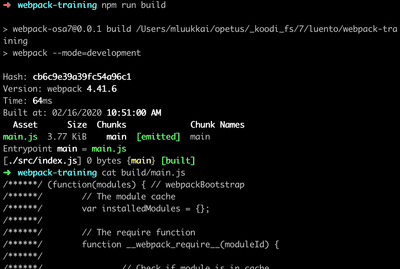 ➜ webpack-training npm run build
> webpack-osa7@0.0.1 build /Users/mluukkai/opetus/_koodi_fs/7/luento/webpack-tra
ining
> webpack --mode=development
Hash: cb6c9e39a39fc54a96c1
Version: webpack 4.41.6
Time: 64ms
Built at: 02/16/2020 10:51:00 AM
Asset Size Chunks Chunk Names
main.js 3.77 KiB main [emitted] main
Entrypoint main = main.js
[./src/index.js] 0 bytes {main} [built]
➜ webpack-training cat build/main.js
/******/ (function(modules) { // webpackBootstrap
/******/ // The module cache
/******/ var installedModules = {};
/******/
/******/ // The require function
/******/ function __webpack_require__(moduleId) {
/******/
/******/ // Check if module is in cache